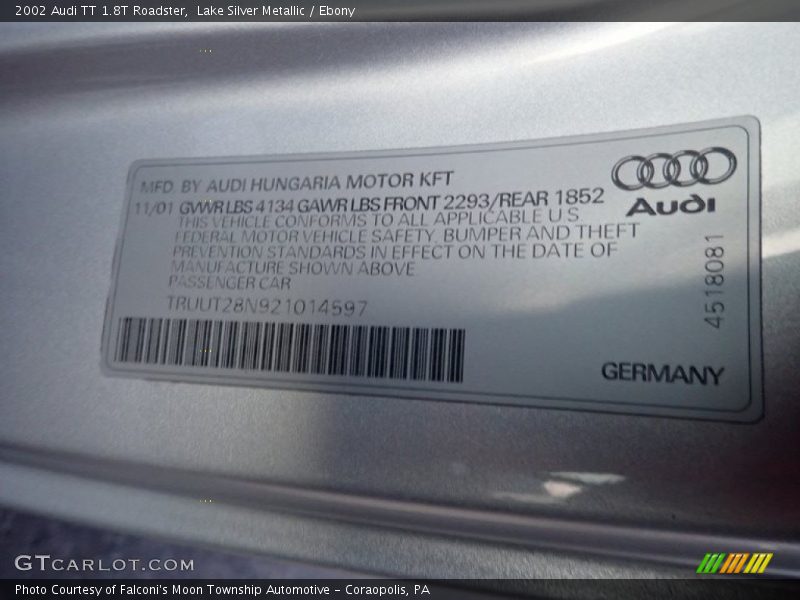 2002 Audi TT 1.8T Roadster, Lake Silver Metallic / Ebony
MFD BY AUDI HUNGARIA MOTOR KFT
11/01 GVWR LBS 4134 GAWR LBS FRONT 2293/REAR 1852
THIS VEHICLE CONFORMS TO ALL APPLICABLE U S
FEDERAL MOTOR VEHICLE SAFETY, BUMPER AND THEFT
PREVENTION STANDARDS IN EFFECT ON THE DATE OF
MANUFACTURE SHOWN ABOVE
PASSENGER CAR
TRUUT28N921014597
Audi
4518081
GERMANY
GTCARLOT.COM
Photo Courtesy of Falconi's Moon Township Automotive – Coraopolis, PA